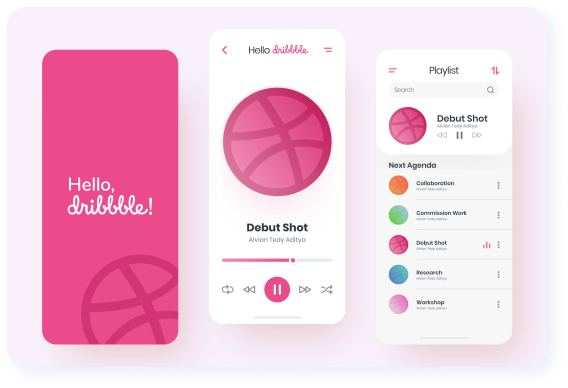 Hello,
dribbble!
Hello dribbble
Debut Shot
Alvian Tedy Aditya
Playlist
Search
Debut Shot
Alvian Tedy Aditya
Next Agenda
Collaboration
Alvian Tedy Aditya
Commission Work
Alvian Tedy Aditya
Debut Shot
Alvian Tedy Aditya
Research
Alvian Tedy Aditya
Workshop
Alvian Tedy Aditya